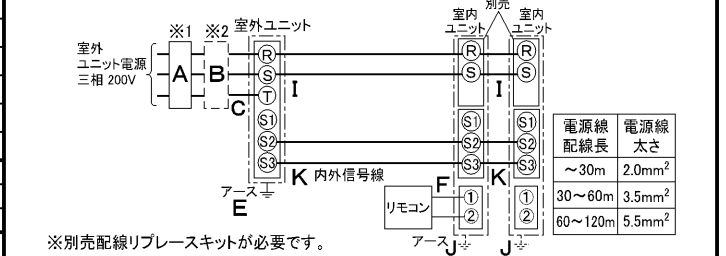 別売
※1 ※2 室外ユニット
室内
ユニット
室内
ユニット
室外
ユニット電源
三相 200V
A
B
C
R
S
T
S1
S2
S3
I
R
S
I
R
S
S1
S2
S3
S1
S2
S3
K 内外信号線
K
アース
E
F
リモコン
①
②
①
②
アース
J
J
電源線
配線長
電源線
太さ
～30m 2.0mm²
30～60m 3.5mm²
60～120m 5.5mm²
※別売配線リプレースキットが必要です。